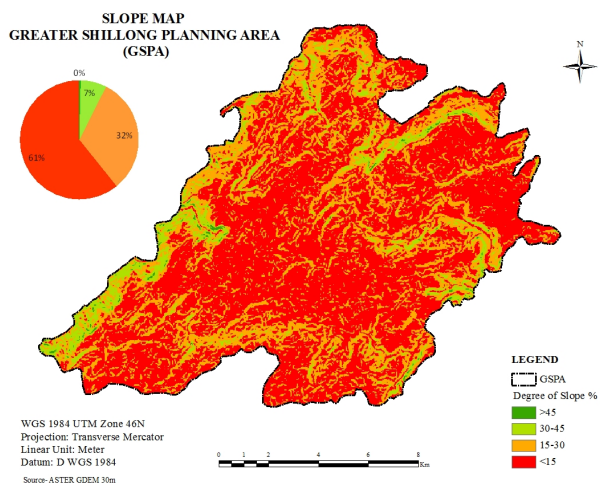 SLOPE MAP
GREATER SHILLONG PLANNING AREA
(GSPA)
0%
7%
32%
61%
N
LEGEND
GSPA
Degree of Slope %
>45
30-45
15-30
<15
WGS 1984 UTM Zone 46N
Projection: Transverse Mercator
Linear Unit: Meter
Datum: D WGS 1984
Source- ASTER GDEM 30m
0 2 4 6 8
Km